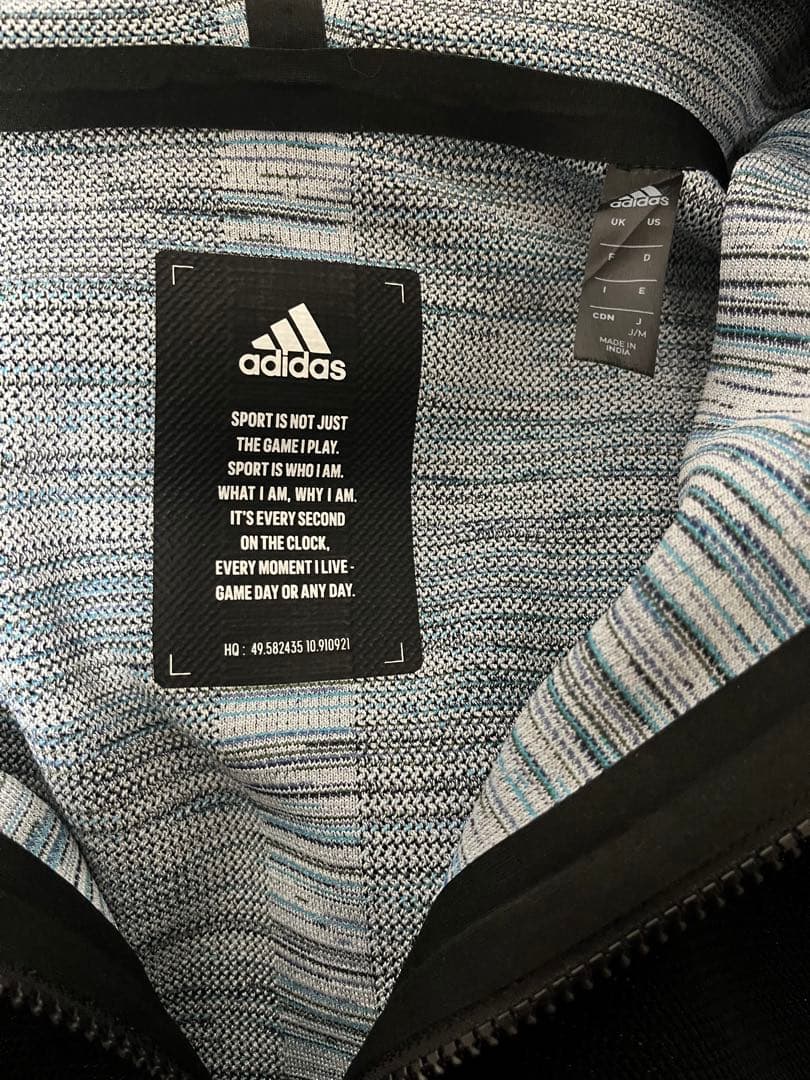 adidas
SPORT IS NOT JUST
THE GAME I PLAY.
SPORT IS WHO I AM.
WHAT I AM, WHY I AM.
IT'S EVERY SECOND
ON THE CLOCK,
EVERY MOMENT I LIVE -
GAME DAY OR ANY DAY.
HQ : 49.582435 10.910921
adidas
UK US
F D
I E
CDN J
J/M
MADE IN
INDIA